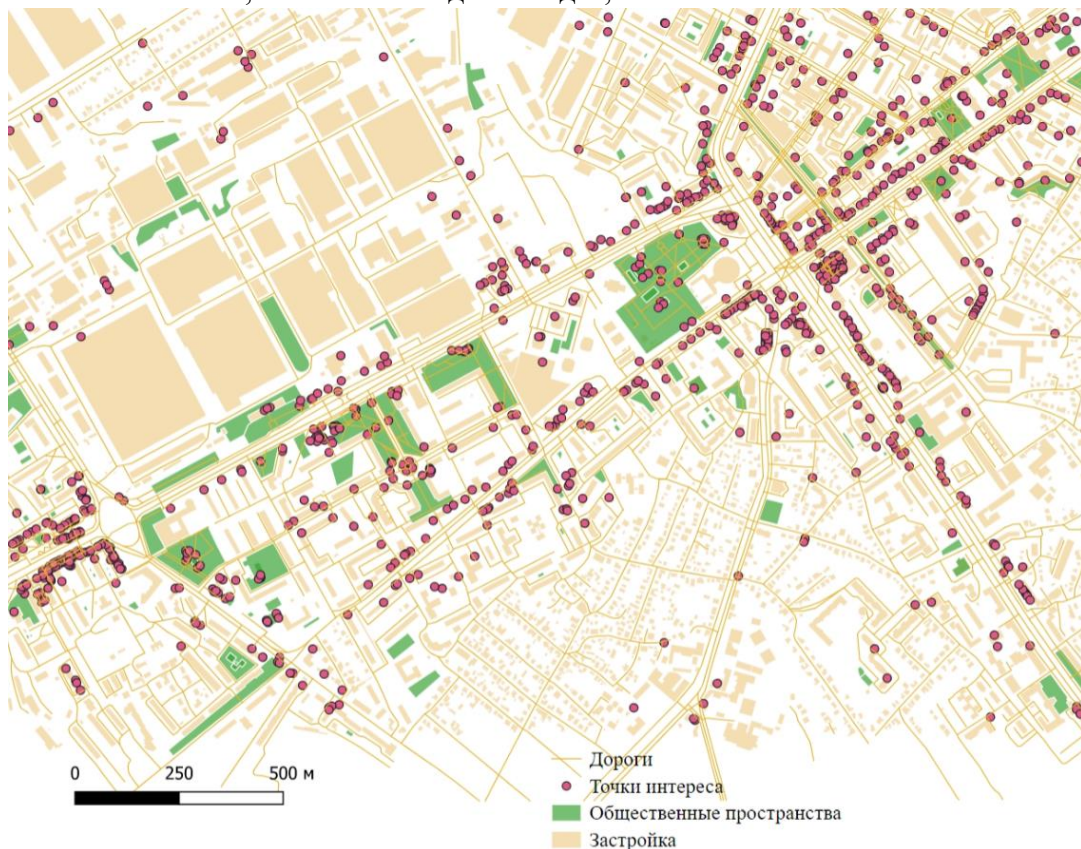 0 250 500 м
Дороги
Точки интереса
Общественные пространства
Застройка